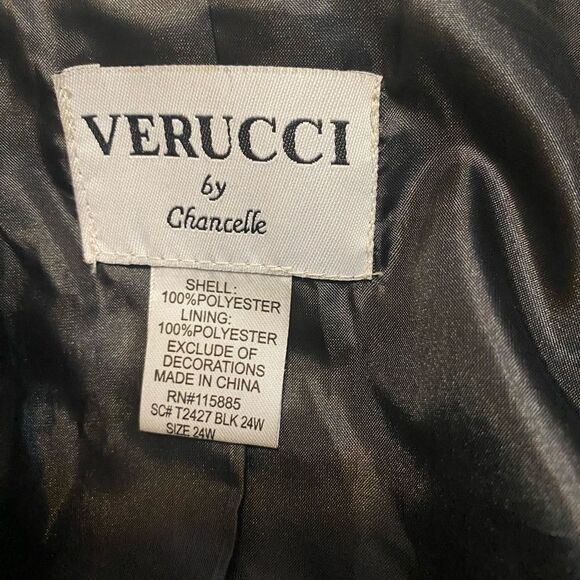 VERUCCI
by
Chancelle
SHELL:
100%POLYESTER
LINING:
100%POLYESTER
EXCLUDE OF
DECORATIONS
MADE IN CHINA
RN#115885
SC# T2427 BLK 24W
SIZE 24W